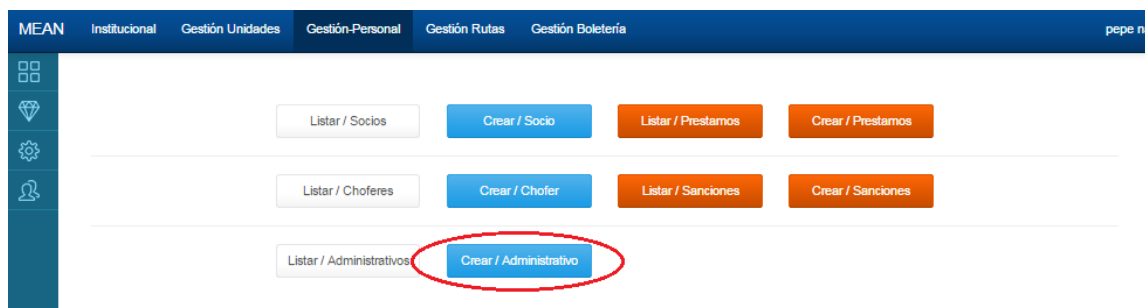 MEAN Institucional Gestión Unidades Gestión-Personal Gestión Rutas Gestión Boletería pepe n
Listar / Socios Crear / Socio Listar / Prestamos Crear / Prestamos
Listar / Choferes Crear / Chofer Listar / Sanciones Crear / Sanciones
Listar / Administrativos Crear / Administrativo